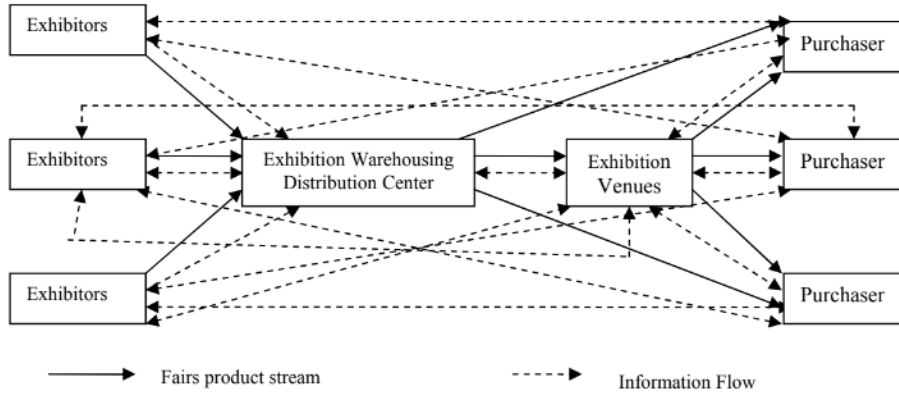 Exhibitors
Purchaser
Exhibitors
Exhibition Warehousing
Distribution Center
Exhibition
Venues
Purchaser
Exhibitors
Purchaser
Fairs product stream
Information Flow